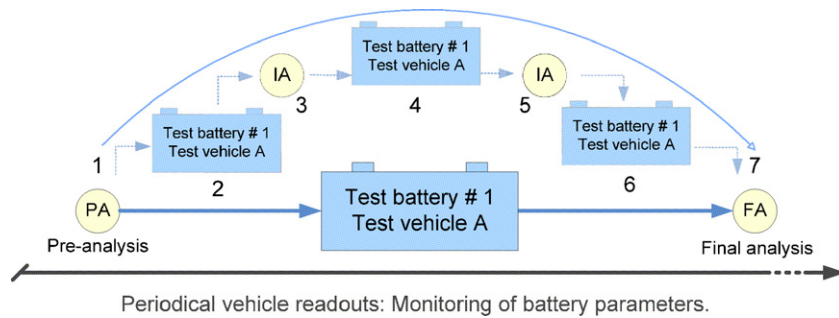 Test battery # 1
Test vehicle A
IA
IA
3
4
5
Test battery # 1
Test vehicle A
Test battery # 1
Test vehicle A
1
2
6
7
PA
Test battery # 1
Test vehicle A
FA
Pre-analysis
Final analysis
Periodical vehicle readouts: Monitoring of battery parameters.